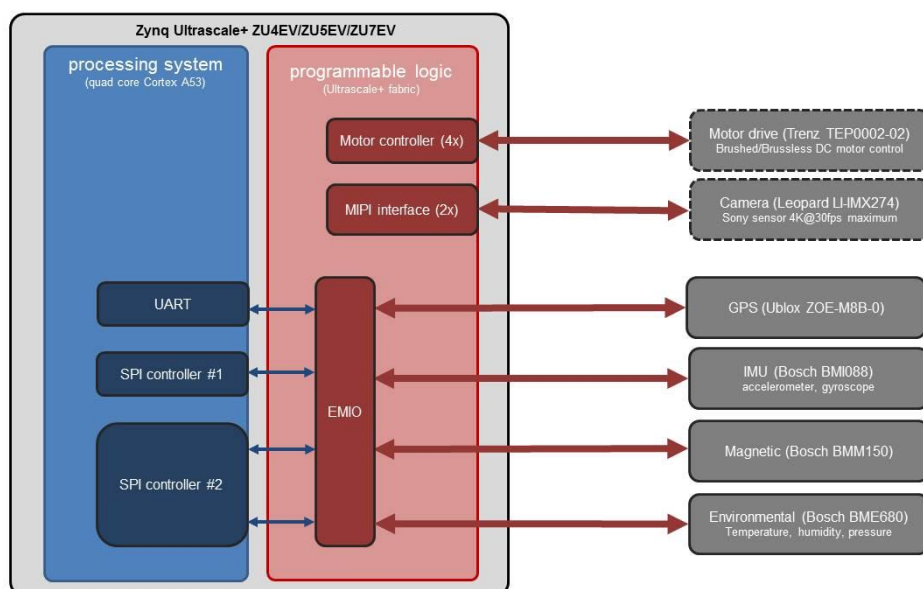 Zynq Ultrascale+ ZU4EV/ZU5EV/ZU7EV
processing system
(quad core Cortex A53)
programmable logic
(Ultrascale+ fabric)
Motor controller (4x)
Motor drive (Trenz TEP0002-02)
Brushed/Brussless DC motor control
MIPI interface (2x)
Camera (Leopard LI-IMX274)
Sony sensor 4K@30fps maximum
UART
GPS (Ublox ZOE-M8B-0)
SPI controller #1
IMU (Bosch BMI088)
accelerometer, gyroscope
EMIO
Magnetic (Bosch BMM150)
SPI controller #2
Environmental (Bosch BME680)
Temperature, humidity, pressure